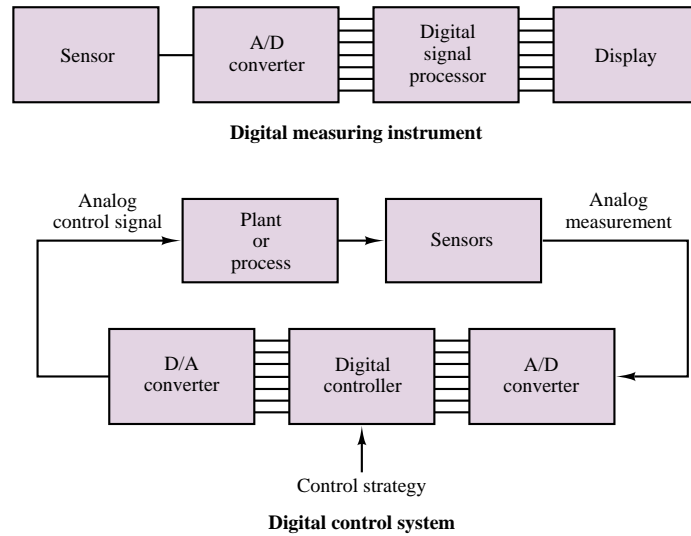 Sensor
A/D
converter
Digital
signal
processor
Display
Digital measuring instrument
Analog
control signal
Plant
or
process
Sensors
Analog
measurement
D/A
converter
Digital
controller
A/D
converter
Control strategy
Digital control system